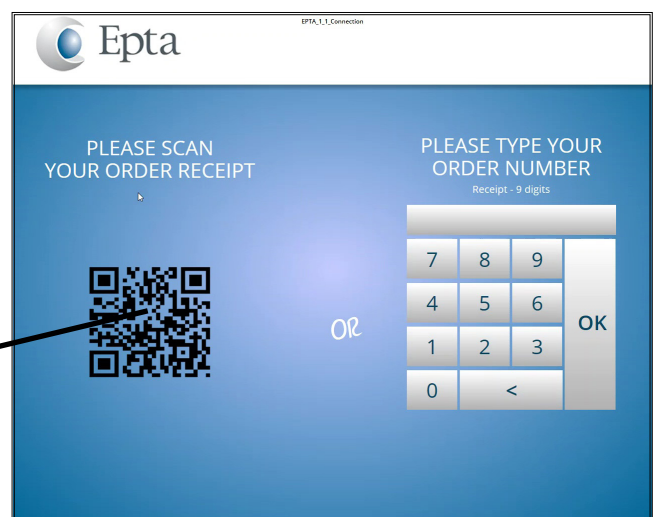 EPTA_1_1_Connection
Epta
PLEASE SCAN
YOUR ORDER RECEIPT
PLEASE TYPE YOUR
ORDER NUMBER
Receipt - 9 digits
7 8 9
4 5 6
OK
OR
1 2 3
0 <